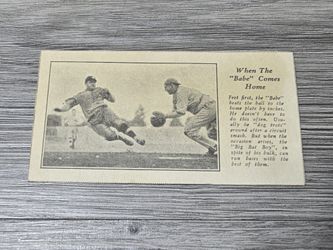 When The
"Babe" Comes
Home
Feet first, the "Babe"
beats the ball to the
home plate by inches.
He doesn't have to
do this often. Usu-
ally he "dog trots"
around after a circuit
smash. But when the
occasion arises, the
"Big Bat Boy", in
spite of his bulk, can
run bases with the
best of them.